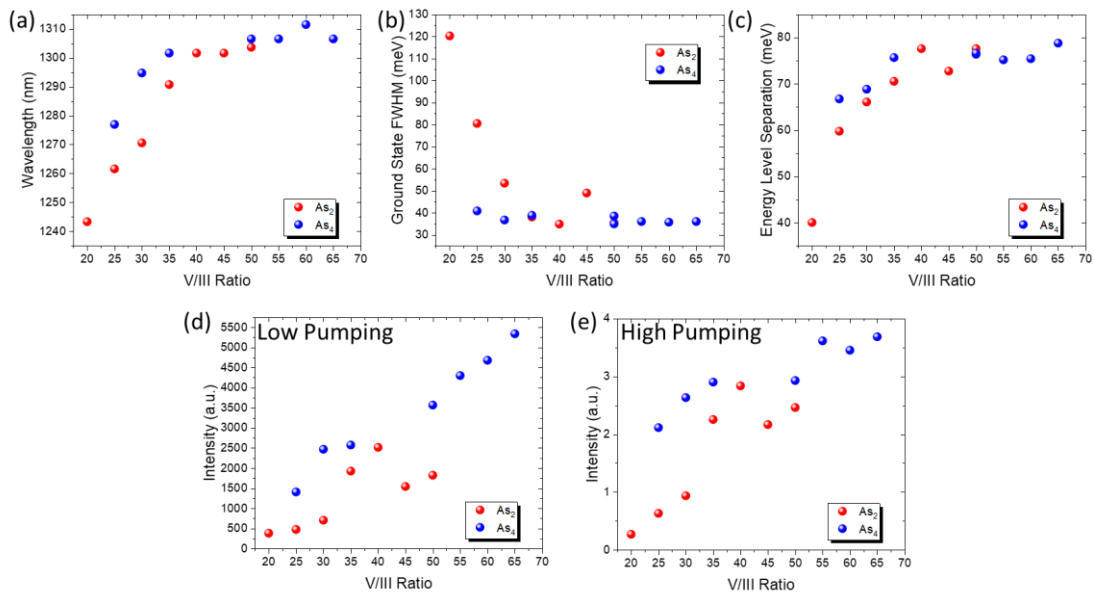 (a)
1310
1300
1290
1280
1270
1260
1250
1240
Wavelength (nm)
As2
As4
20 25 30 35 40 45 50 55 60 65 70
V/III Ratio
(b)
130
120
110
100
90
80
70
60
50
40
30
Ground State FWHM (meV)
As2
As4
20 25 30 35 40 45 50 55 60 65 70
V/III Ratio
(c)
80
70
60
50
40
Energy Level Separation (meV)
As2
As4
20 25 30 35 40 45 50 55 60 65 70
V/III Ratio
(d)
Low Pumping
5500
5000
4500
4000
3500
3000
2500
2000
1500
1000
500
0
Intensity (a.u.)
As2
As4
20 25 30 35 40 45 50 55 60 65 70
V/III Ratio
(e)
High Pumping
4
3
2
1
0
Intensity (a.u.)
As2
As4
20 25 30 35 40 45 50 55 60 65 70
V/III Ratio